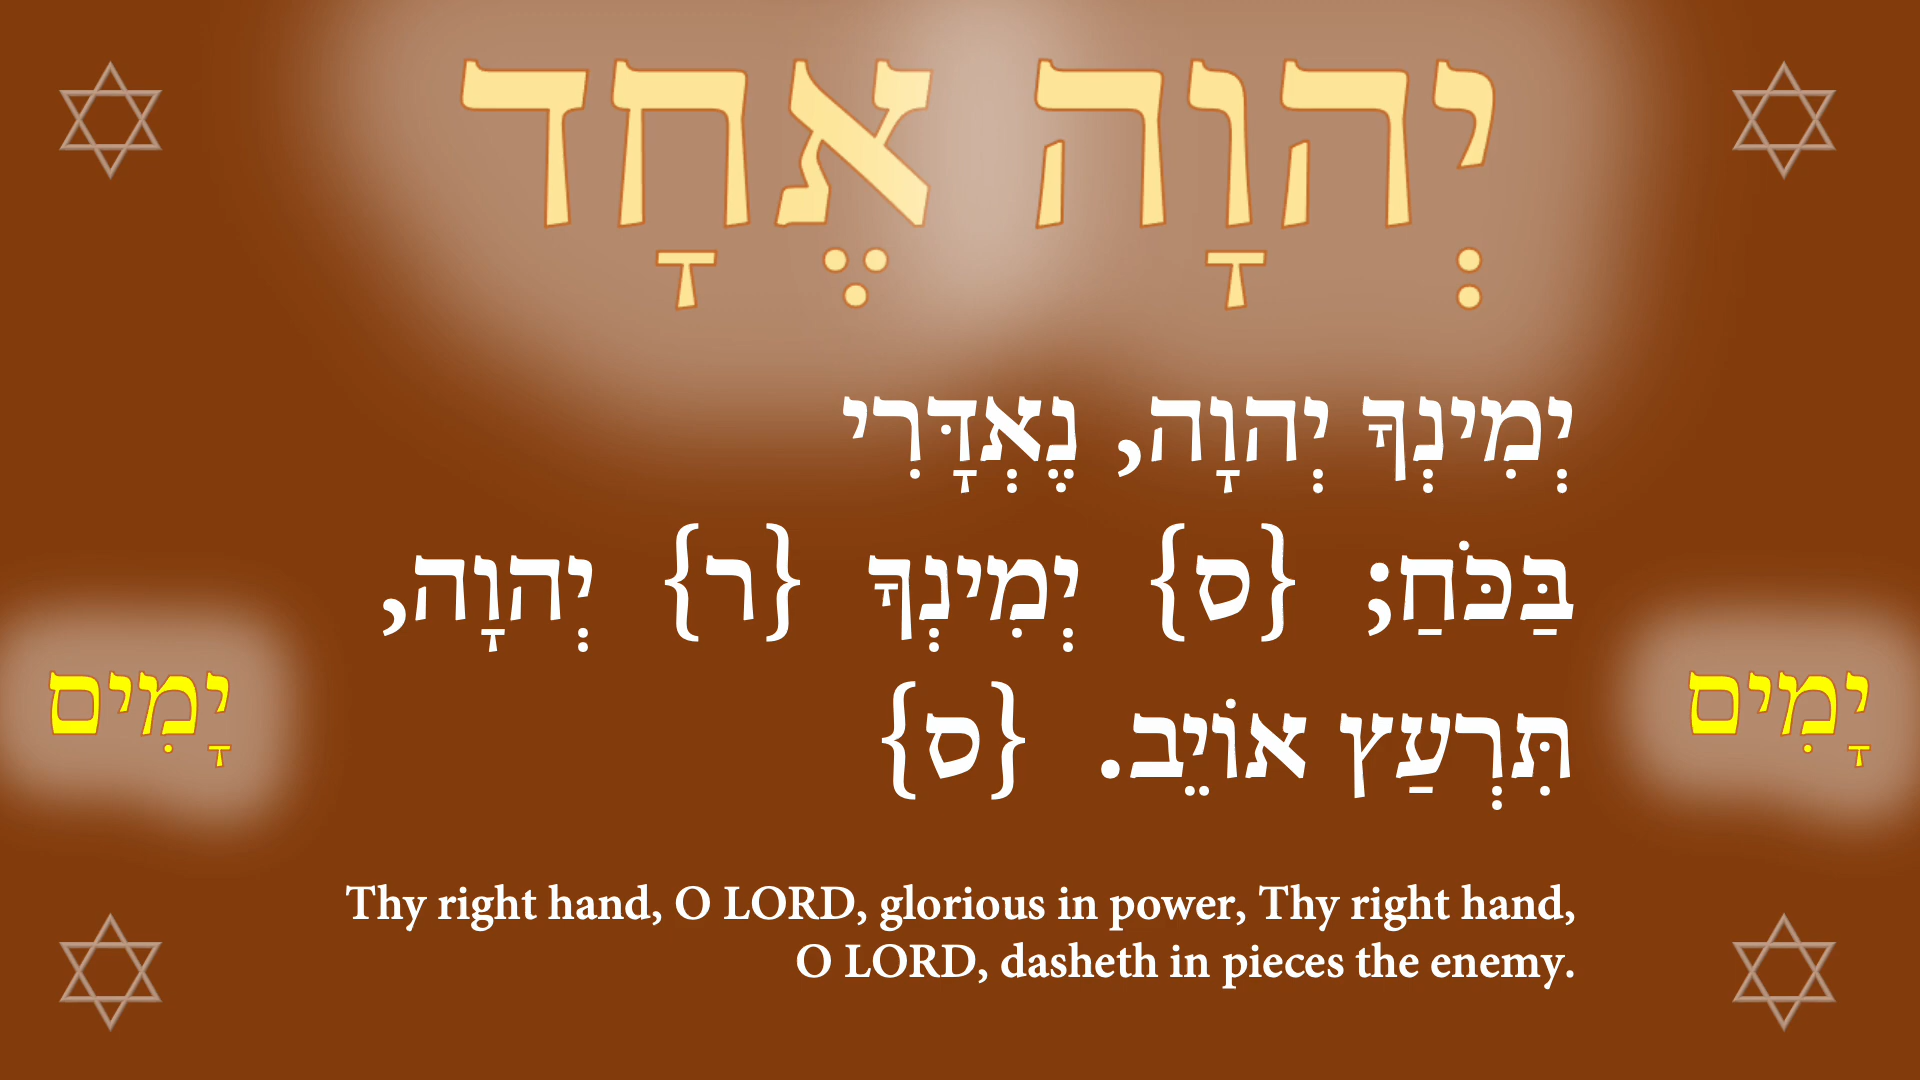 יְהוָה אֶחָד
יְמִינְךָ יְהוָה, נֶאְדָּרִי
בַּכֹּחַ; {ס} יְמִינְךָ {ר} יְהוָה,
תִּרְעַץ אוֹיֵב. {ס}
יָמִים
יָמִים
Thy right hand, O LORD, glorious in power, Thy right hand,
O LORD, dasheth in pieces the enemy.